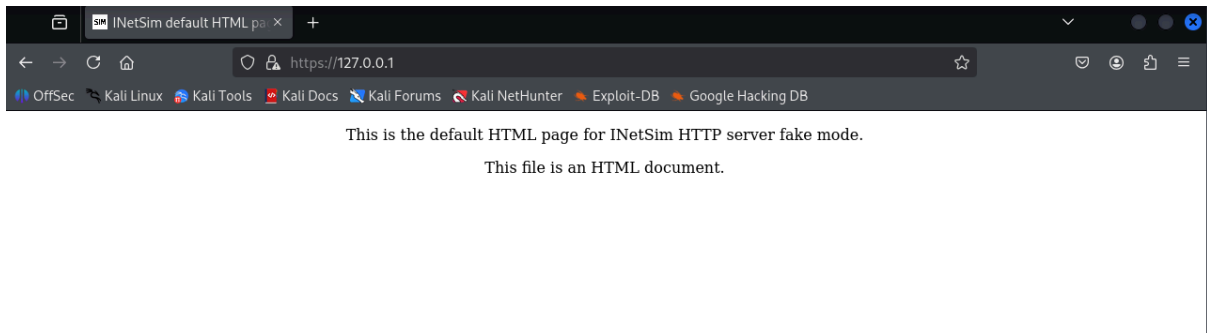 SIM INetSim default HTML pa
https://127.0.0.1
OffSec Kali Linux Kali Tools Kali Docs Kali Forums Kali NetHunter Exploit-DB Google Hacking DB
This is the default HTML page for INetSim HTTP server fake mode.
This file is an HTML document.